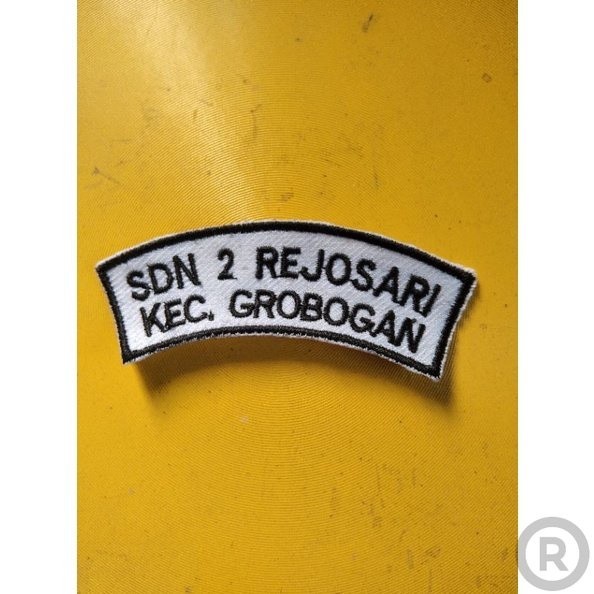 SDN 2 REJOSARI
KEC. GROBOGAN
®